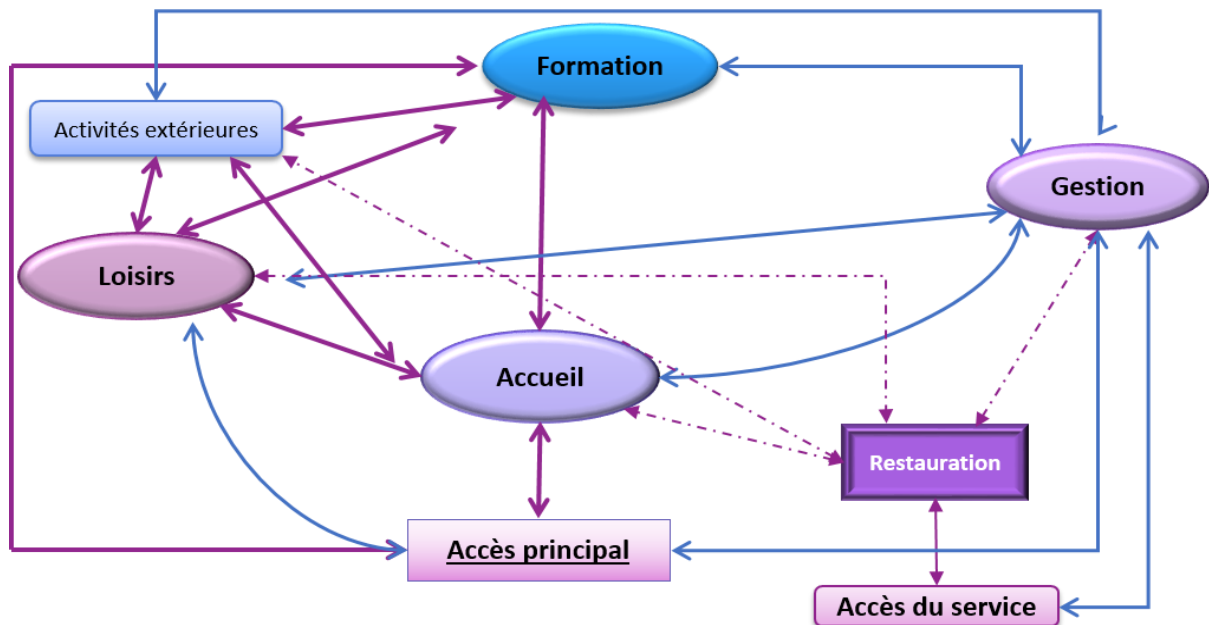 Formation
Activités extérieures
Gestion
Loisirs
Accueil
Restauration
Accès principal
Accès du service